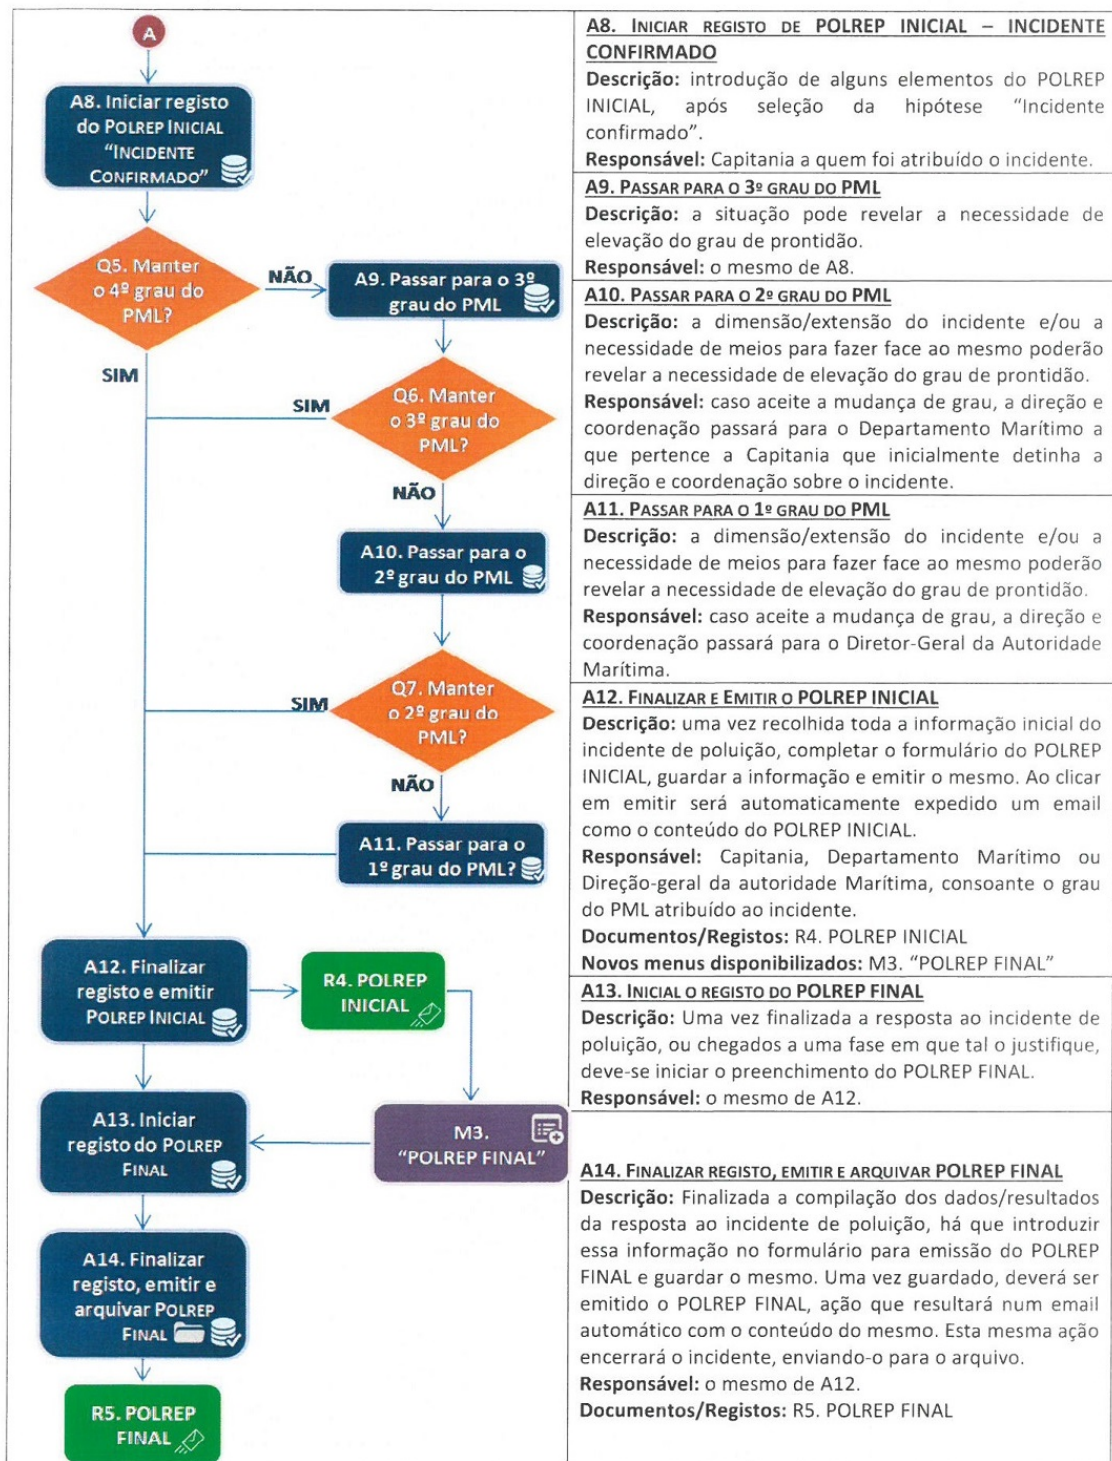 A
A8. Iniciar registo
do POLREP INICIAL
“INCIDENTE
CONFIRMADO”
Q5. Manter
o 4º grau do
PML?
NÃO
SIM
A9. Passar para o 3º
grau do PML
Q6. Manter
o 3º grau do
PML?
SIM
NÃO
A10. Passar para o
2º grau do PML
Q7. Manter
o 2º grau do
PML?
SIM
NÃO
A11. Passar para o
1º grau do PML?
A12. Finalizar
registo e emitir
POLREP INICIAL
R4. POLREP
INICIAL
A13. Iniciar
registo do POLREP
FINAL
M3.
“POLREP FINAL”
A14. Finalizar
registo, emitir e
arquivar POLREP
FINAL
R5. POLREP
FINAL
A8. INICIAR REGISTO DE POLREP INICIAL – INCIDENTE
CONFIRMADO
Descrição: introdução de alguns elementos do POLREP
INICIAL, após seleção da hipótese “Incidente
confirmado”.
Responsável: Capitania a quem foi atribuído o incidente.
A9. PASSAR PARA O 3º GRAU DO PML
Descrição: a situação pode revelar a necessidade de
elevação do grau de prontidão.
Responsável: o mesmo de A8.
A10. PASSAR PARA O 2º GRAU DO PML
Descrição: a dimensão/extensão do incidente e/ou a
necessidade de meios para fazer face ao mesmo poderão
revelar a necessidade de elevação do grau de prontidão.
Responsável: caso aceite a mudança de grau, a direção e
coordenação passará para o Departamento Marítimo a
que pertence a Capitania que inicialmente detinha a
direção e coordenação sobre o incidente.
A11. PASSAR PARA O 1º GRAU DO PML
Descrição: a dimensão/extensão do incidente e/ou a
necessidade de meios para fazer face ao mesmo poderão
revelar a necessidade de elevação do grau de prontidão.
Responsável: caso aceite a mudança de grau, a direção e
coordenação passará para o Diretor-Geral da Autoridade
Marítima.
A12. FINALIZAR E EMITIR O POLREP INICIAL
Descrição: uma vez recolhida toda a informação inicial do
incidente de poluição, completar o formulário do POLREP
INICIAL, guardar a informação e emitir o mesmo. Ao clicar
em emitir será automaticamente expedido um email
como o conteúdo do POLREP INICIAL.
Responsável: Capitania, Departamento Marítimo ou
Direção-geral da autoridade Marítima, consoante o grau
do PML atribuído ao incidente.
Documentos/Registos: R4. POLREP INICIAL
Novos menus disponibilizados: M3. “POLREP FINAL”
A13. INICIAL O REGISTO DO POLREP FINAL
Descrição: Uma vez finalizada a resposta ao incidente de
poluição, ou chegados a uma fase em que tal o justifique,
deve-se iniciar o preenchimento do POLREP FINAL.
Responsável: o mesmo de A12.
A14. FINALIZAR REGISTO, EMITIR E ARQUIVAR POLREP FINAL
Descrição: Finalizada a compilação dos dados/resultados
da resposta ao incidente de poluição, há que introduzir
essa informação no formulário para emissão do POLREP
FINAL e guardar o mesmo. Uma vez guardado, deverá ser
emitido o POLREP FINAL, ação que resultará num email
automático com o conteúdo do mesmo. Esta mesma ação
encerrará o incidente, enviando-o para o arquivo.
Responsável: o mesmo de A12.
Documentos/Registos: R5. POLREP FINAL